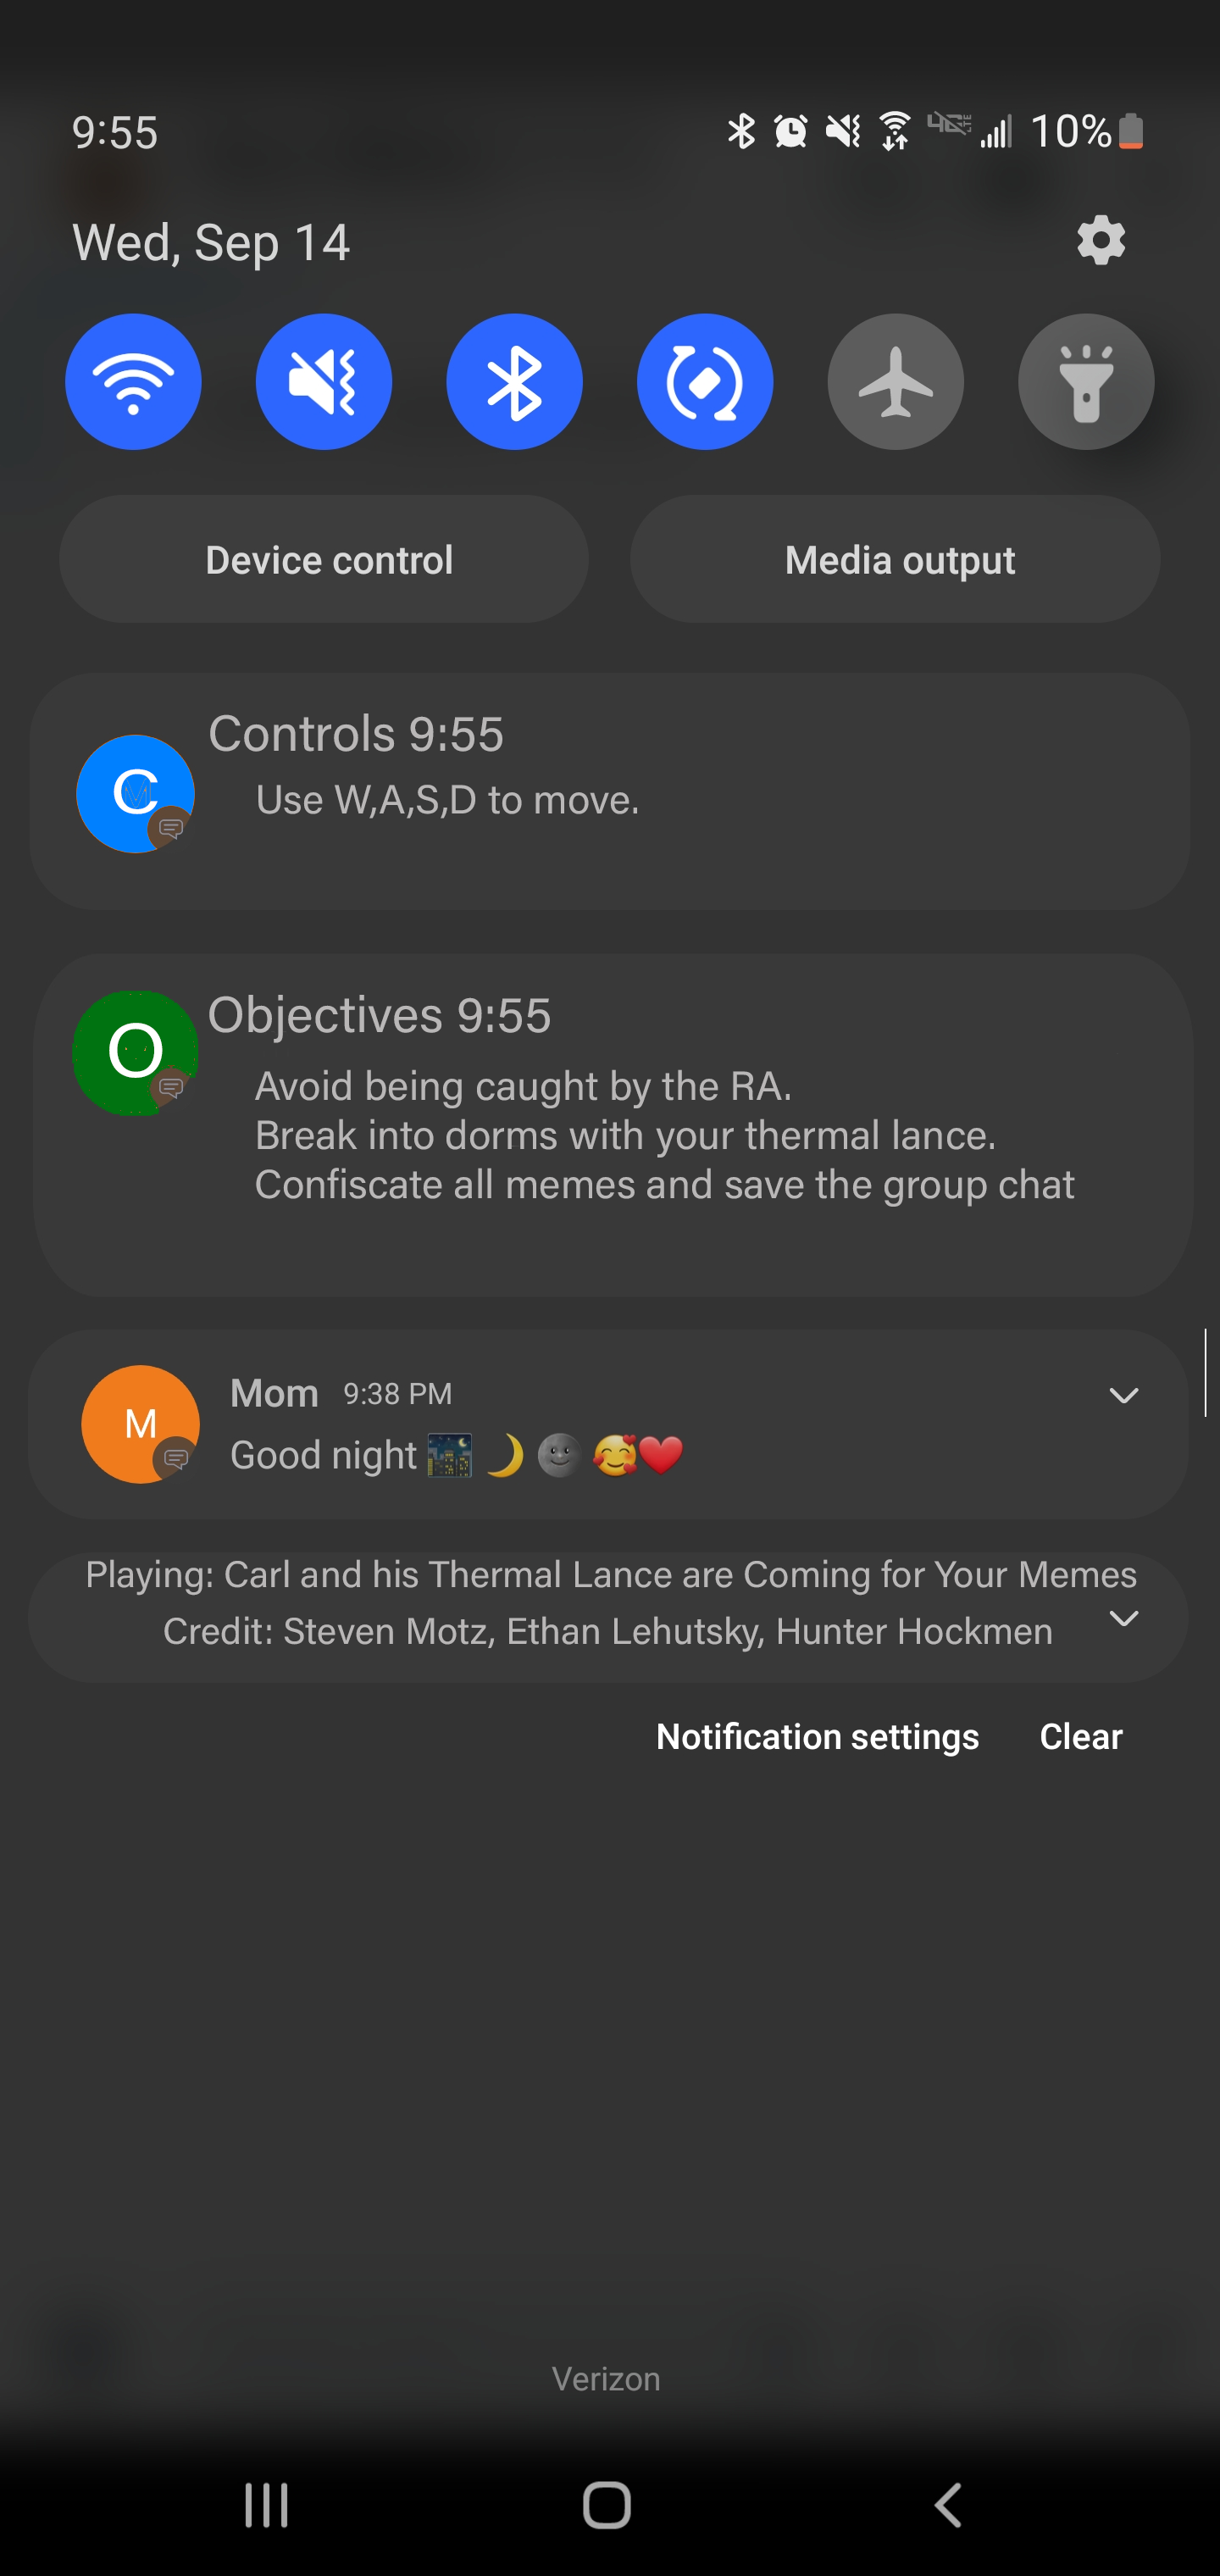 9:55 4G LTE 10%
Wed, Sep 14
Device control Media output
C Controls 9:55
Use W,A,S,D to move.
O Objectives 9:55
Avoid being caught by the RA.
Break into dorms with your thermal lance.
Confiscate all memes and save the group chat
M Mom 9:38 PM
Good night 🌃 🌙 🌚 🥰❤️
Playing: Carl and his Thermal Lance are Coming for Your Memes
Credit: Steven Motz, Ethan Lehutsky, Hunter Hockmen
Notification settings Clear
Verizon